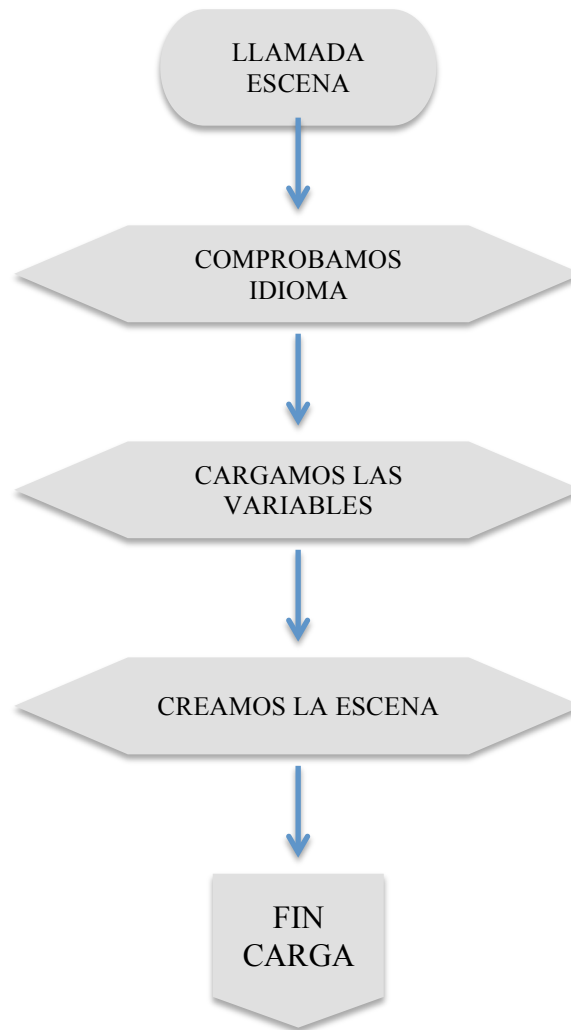 LLAMADA
ESCENA
COMPROBAMOS
IDIOMA
CARGAMOS LAS
VARIABLES
CREAMOS LA ESCENA
FIN
CARGA